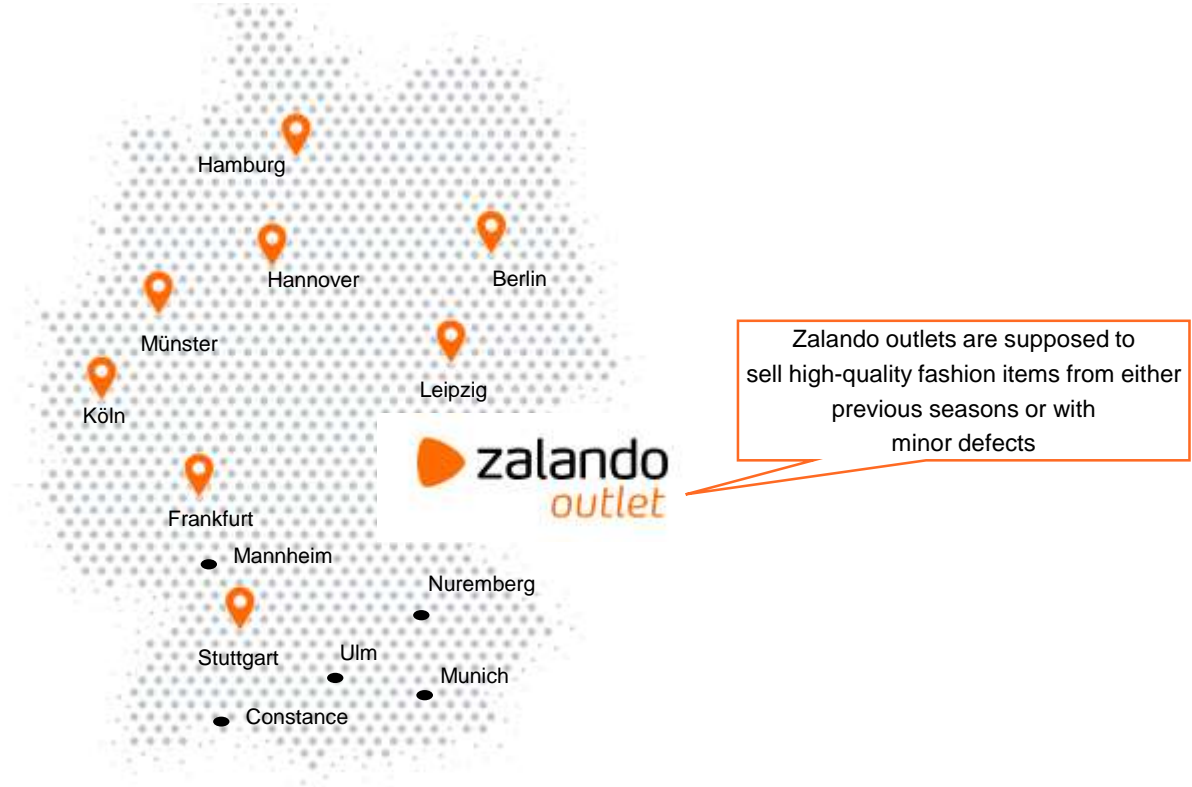 Hamburg
Hannover
Berlin
Münster
Leipzig
Köln
Zalando outlets are supposed to
sell high-quality fashion items from either
previous seasons or with
minor defects
zalando
outlet
Frankfurt
Mannheim
Nuremberg
Stuttgart
Ulm
Munich
Constance